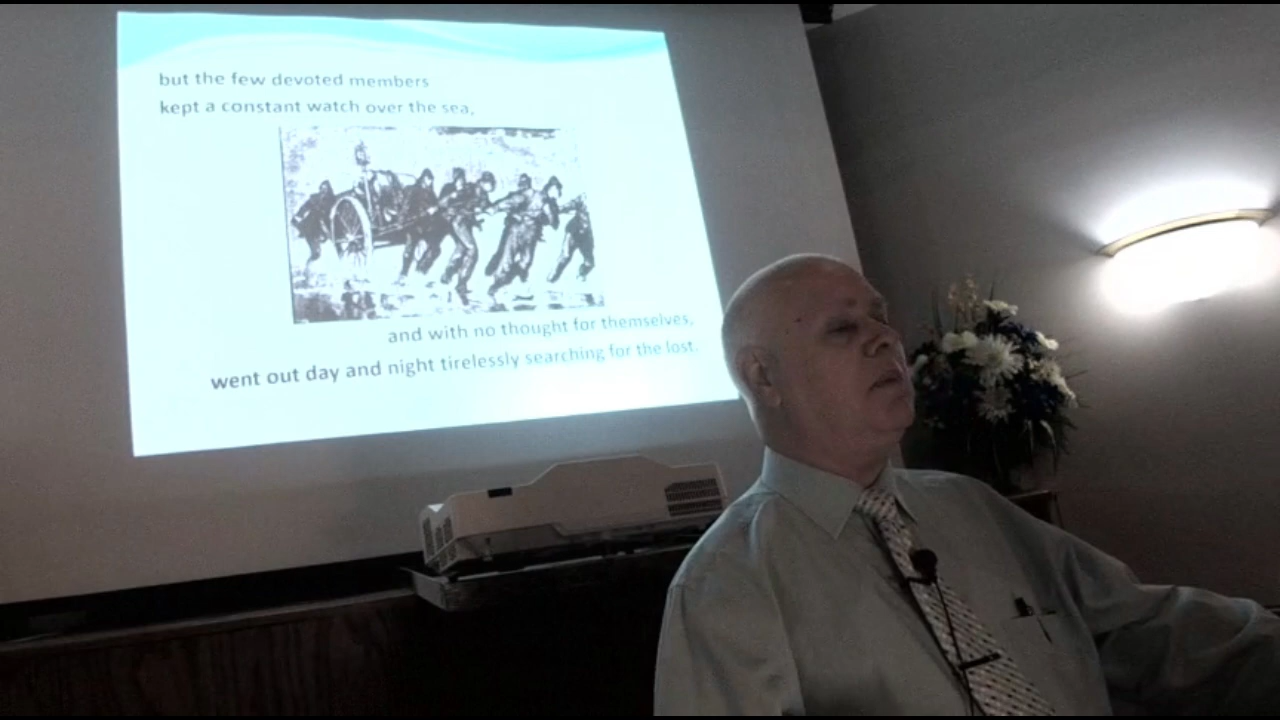 but the few devoted members
kept a constant watch over the sea,
and with no thought for themselves,
went out day and night tirelessly searching for the lost.